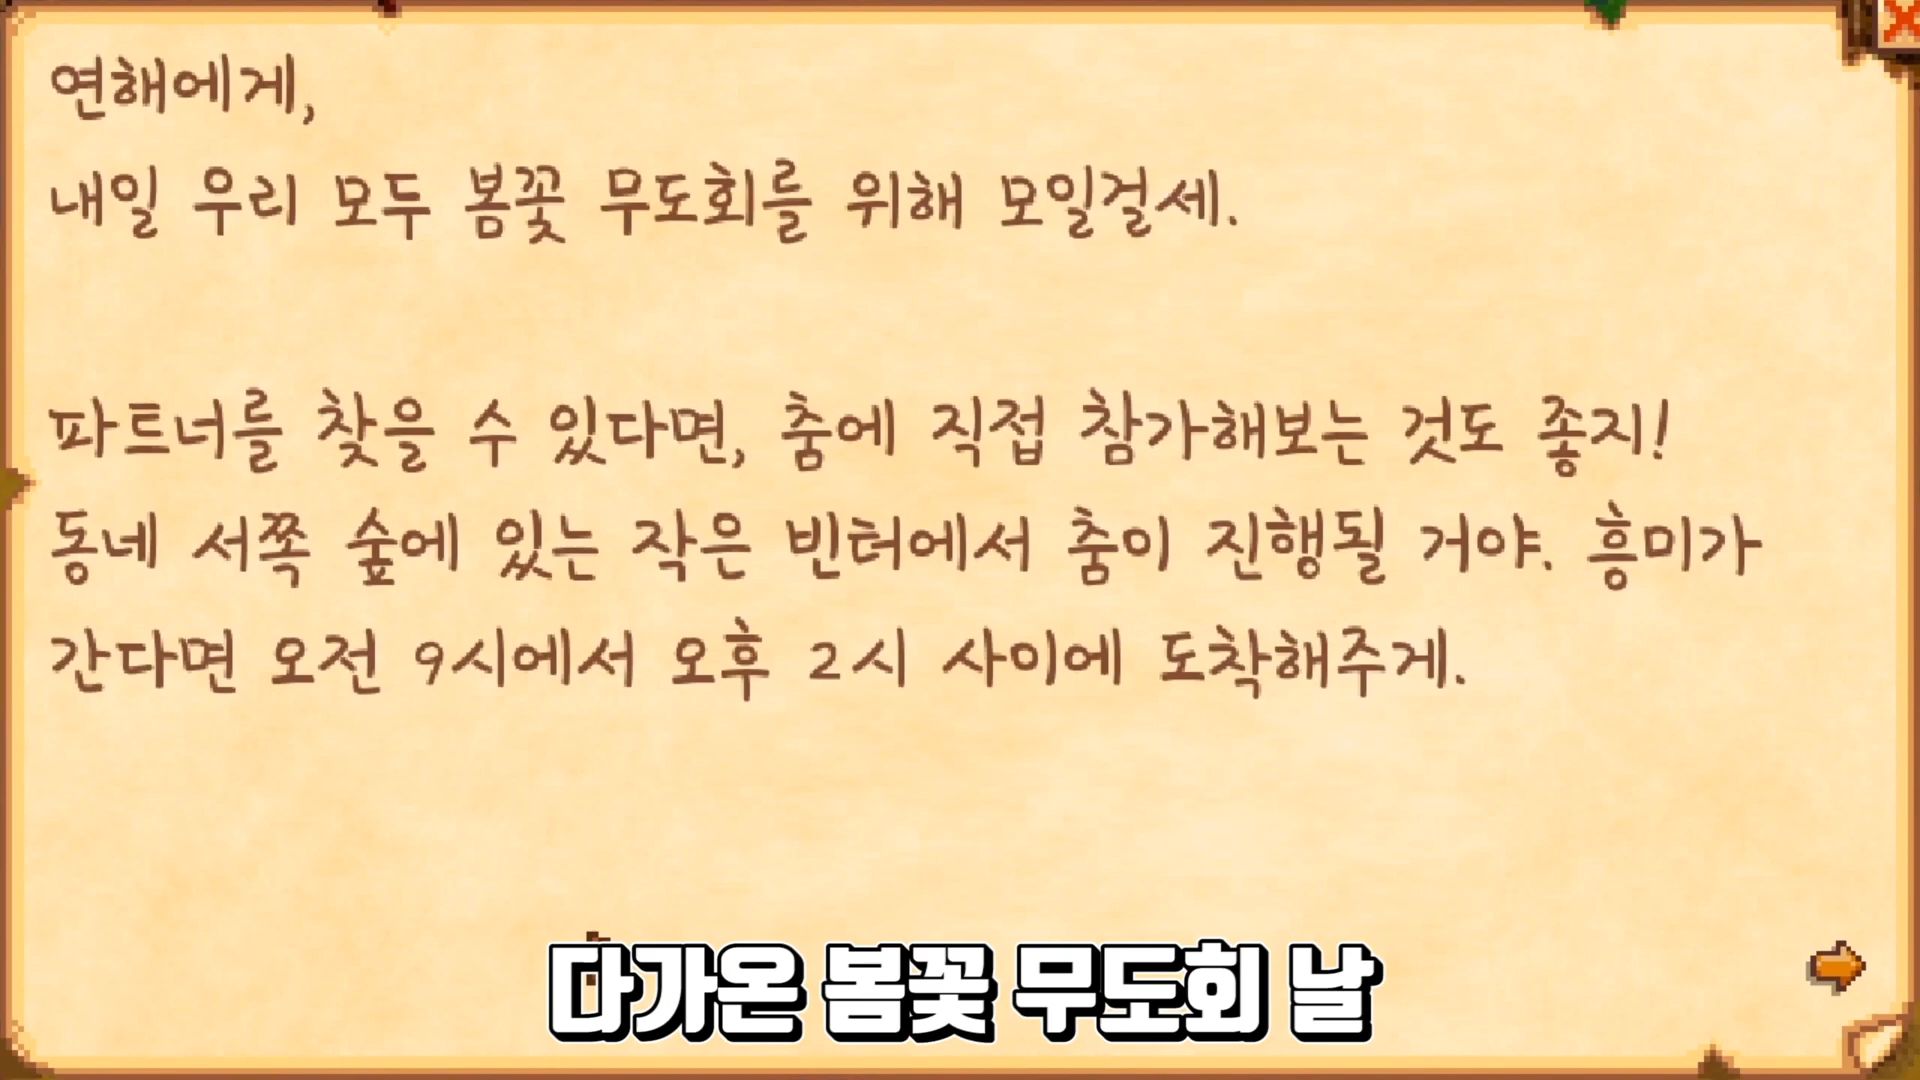 연해에게,
내일 우리 모두 봄꽃 무도회를 위해 모일걸세.
파트너를 찾을 수 있다면, 춤에 직접 참가해보는 것도 좋지!
동네 서쪽 숲에 있는 작은 빈터에서 춤이 진행될 거야. 흥미가
간다면 오전 9시에서 오후 2시 사이에 도착해주게.
다가온 봄꽃 무도회 날